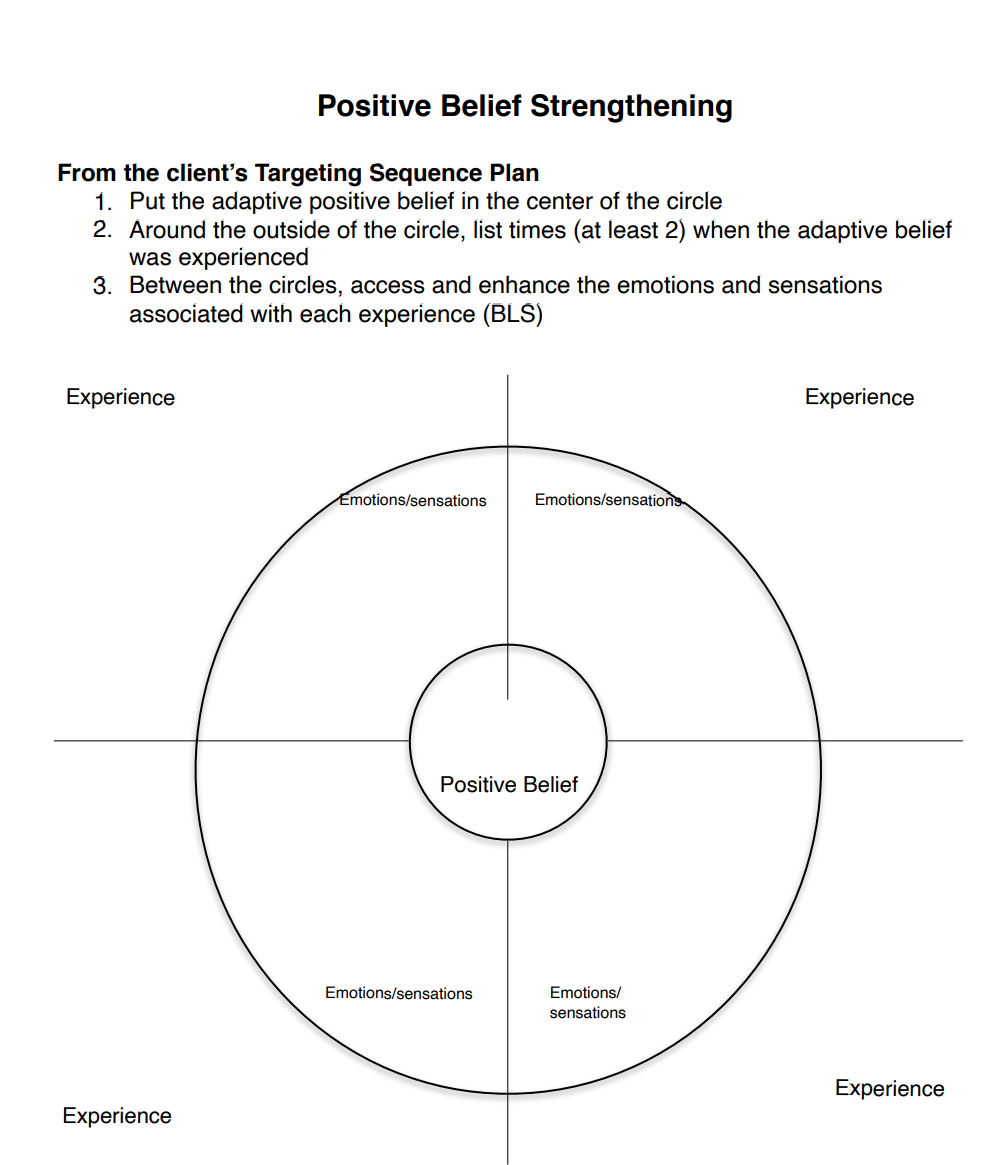 Positive Belief Strengthening
From the client’s Targeting Sequence Plan
1. Put the adaptive positive belief in the center of the circle
2. Around the outside of the circle, list times (at least 2) when the adaptive belief
was experienced
3. Between the circles, access and enhance the emotions and sensations
associated with each experience (BLS)
Experience
Experience
Emotions/sensations
Emotions/sensations
Positive Belief
Emotions/sensations
Emotions/
sensations
Experience
Experience